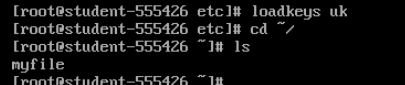 [root@student-555426 etc]# loadkeys uk
[root@student-555426 etc]# cd ~/
[root@student-555426 ~]# ls
myfile
[root@student-555426 ~]#